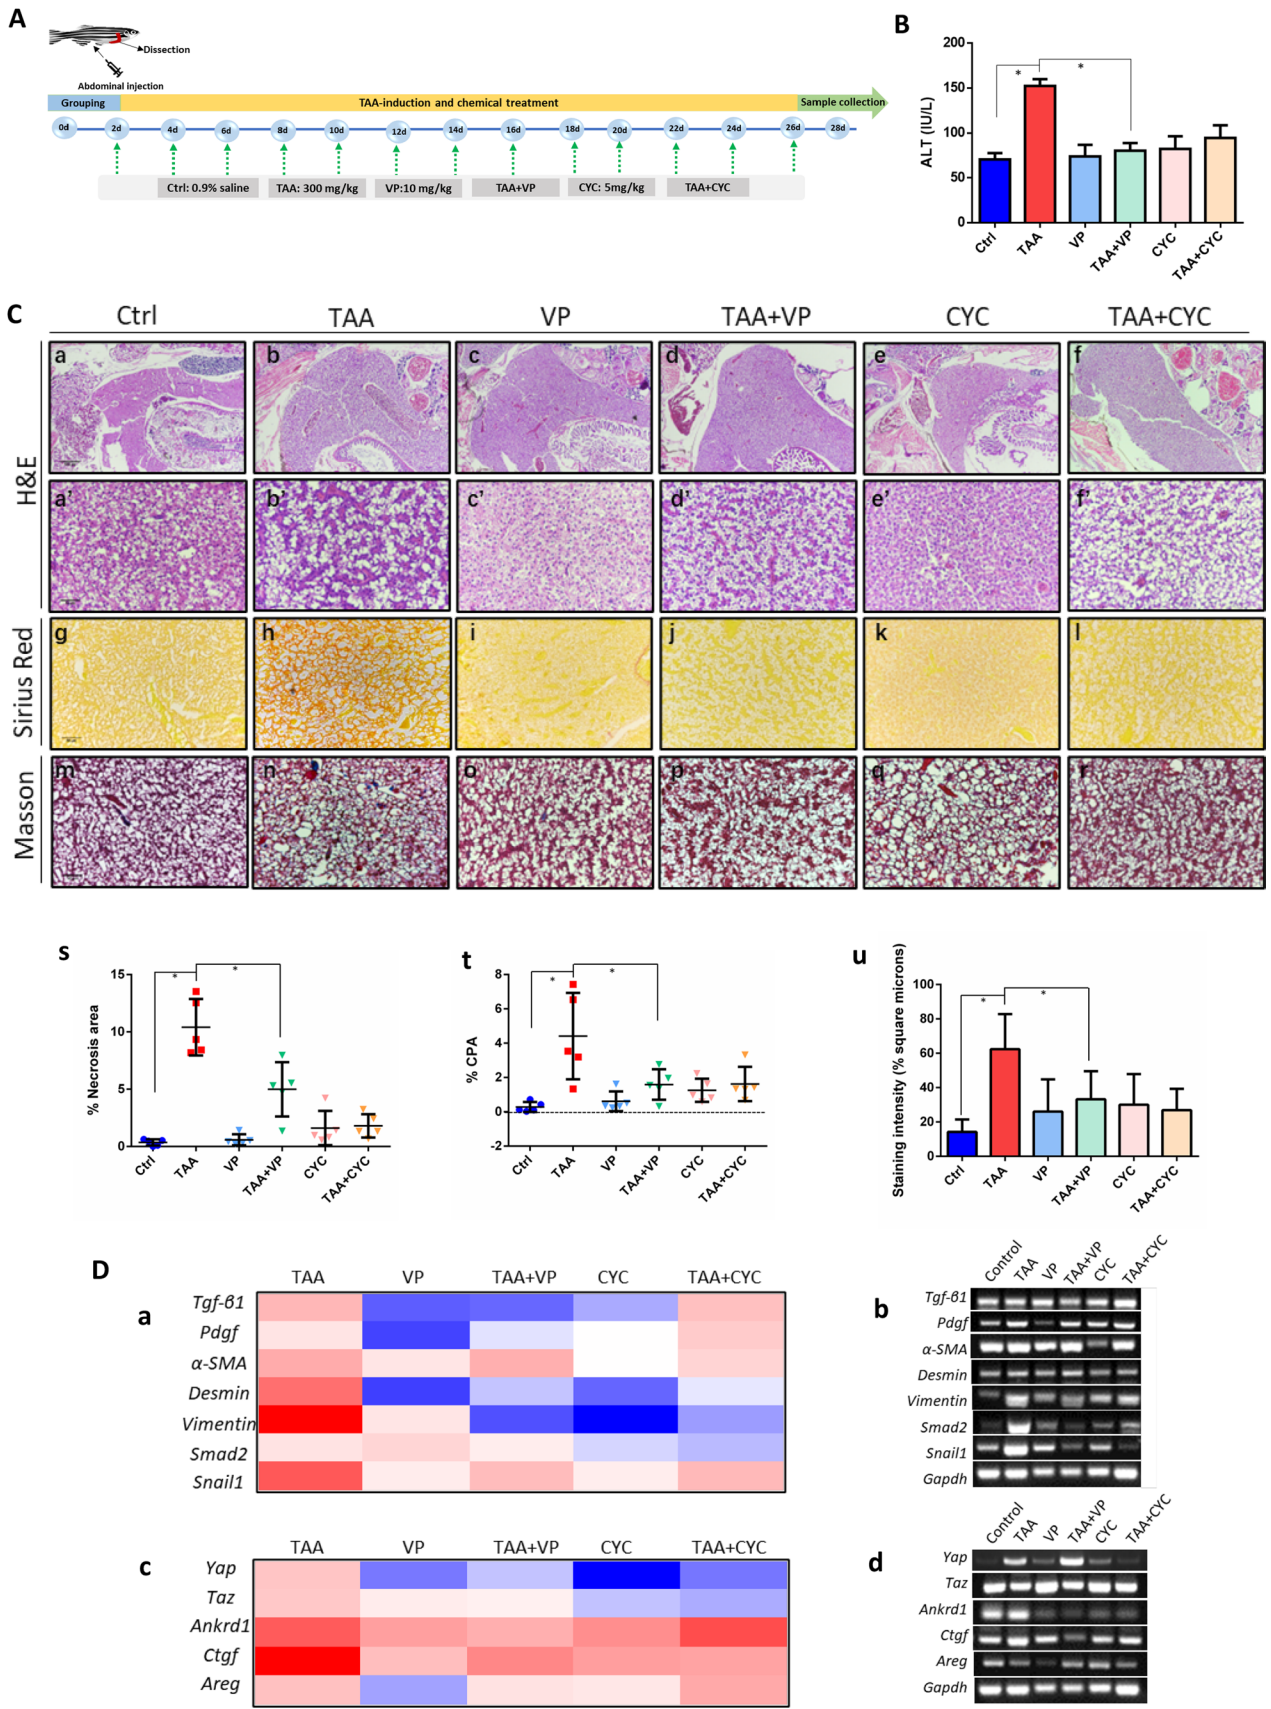 A
Dissection
Abdominal injection
Grouping
TAA-induction and chemical treatment
Sample collection
0d 2d 4d 6d 8d 10d 12d 14d 16d 18d 20d 22d 24d 26d 28d
Ctrl: 0.9% saline
TAA: 300 mg/kg
VP:10 mg/kg
TAA+VP
CYC: 5mg/kg
TAA+CYC
B
ALT (IU/L)
200
150
100
50
0
* *
Ctrl TAA VP TAA+VP CYC TAA+CYC
C
Ctrl TAA VP TAA+VP CYC TAA+CYC
H&E
a b c d e f
a' b' c' d' e' f'
Sirius Red
g h i j k l
Masson
m n o p q r
s
% Necrosis area
15
10
5
0
* *
Ctrl TAA VP TAA+VP CYC TAA+CYC
t
% CPA
8
6
4
2
0
-2
* *
Ctrl TAA VP TAA+VP CYC TAA+CYC
u
Staining intensity (% square microns)
100
80
60
40
20
0
* *
Ctrl TAA VP TAA+VP CYC TAA+CYC
D
a
TAA VP TAA+VP CYC TAA+CYC
Tgf-β1
Pdgf
α-SMA
Desmin
Vimentin
Smad2
Snail1
b
Control TAA VP TAA+VP CYC TAA+CYC
Tgf-β1
Pdgf
α-SMA
Desmin
Vimentin
Smad2
Snail1
Gapdh
c
TAA VP TAA+VP CYC TAA+CYC
Yap
Taz
Ankrd1
Ctgf
Areg
d
Control TAA VP TAA+VP CYC TAA+CYC
Yap
Taz
Ankrd1
Ctgf
Areg
Gapdh